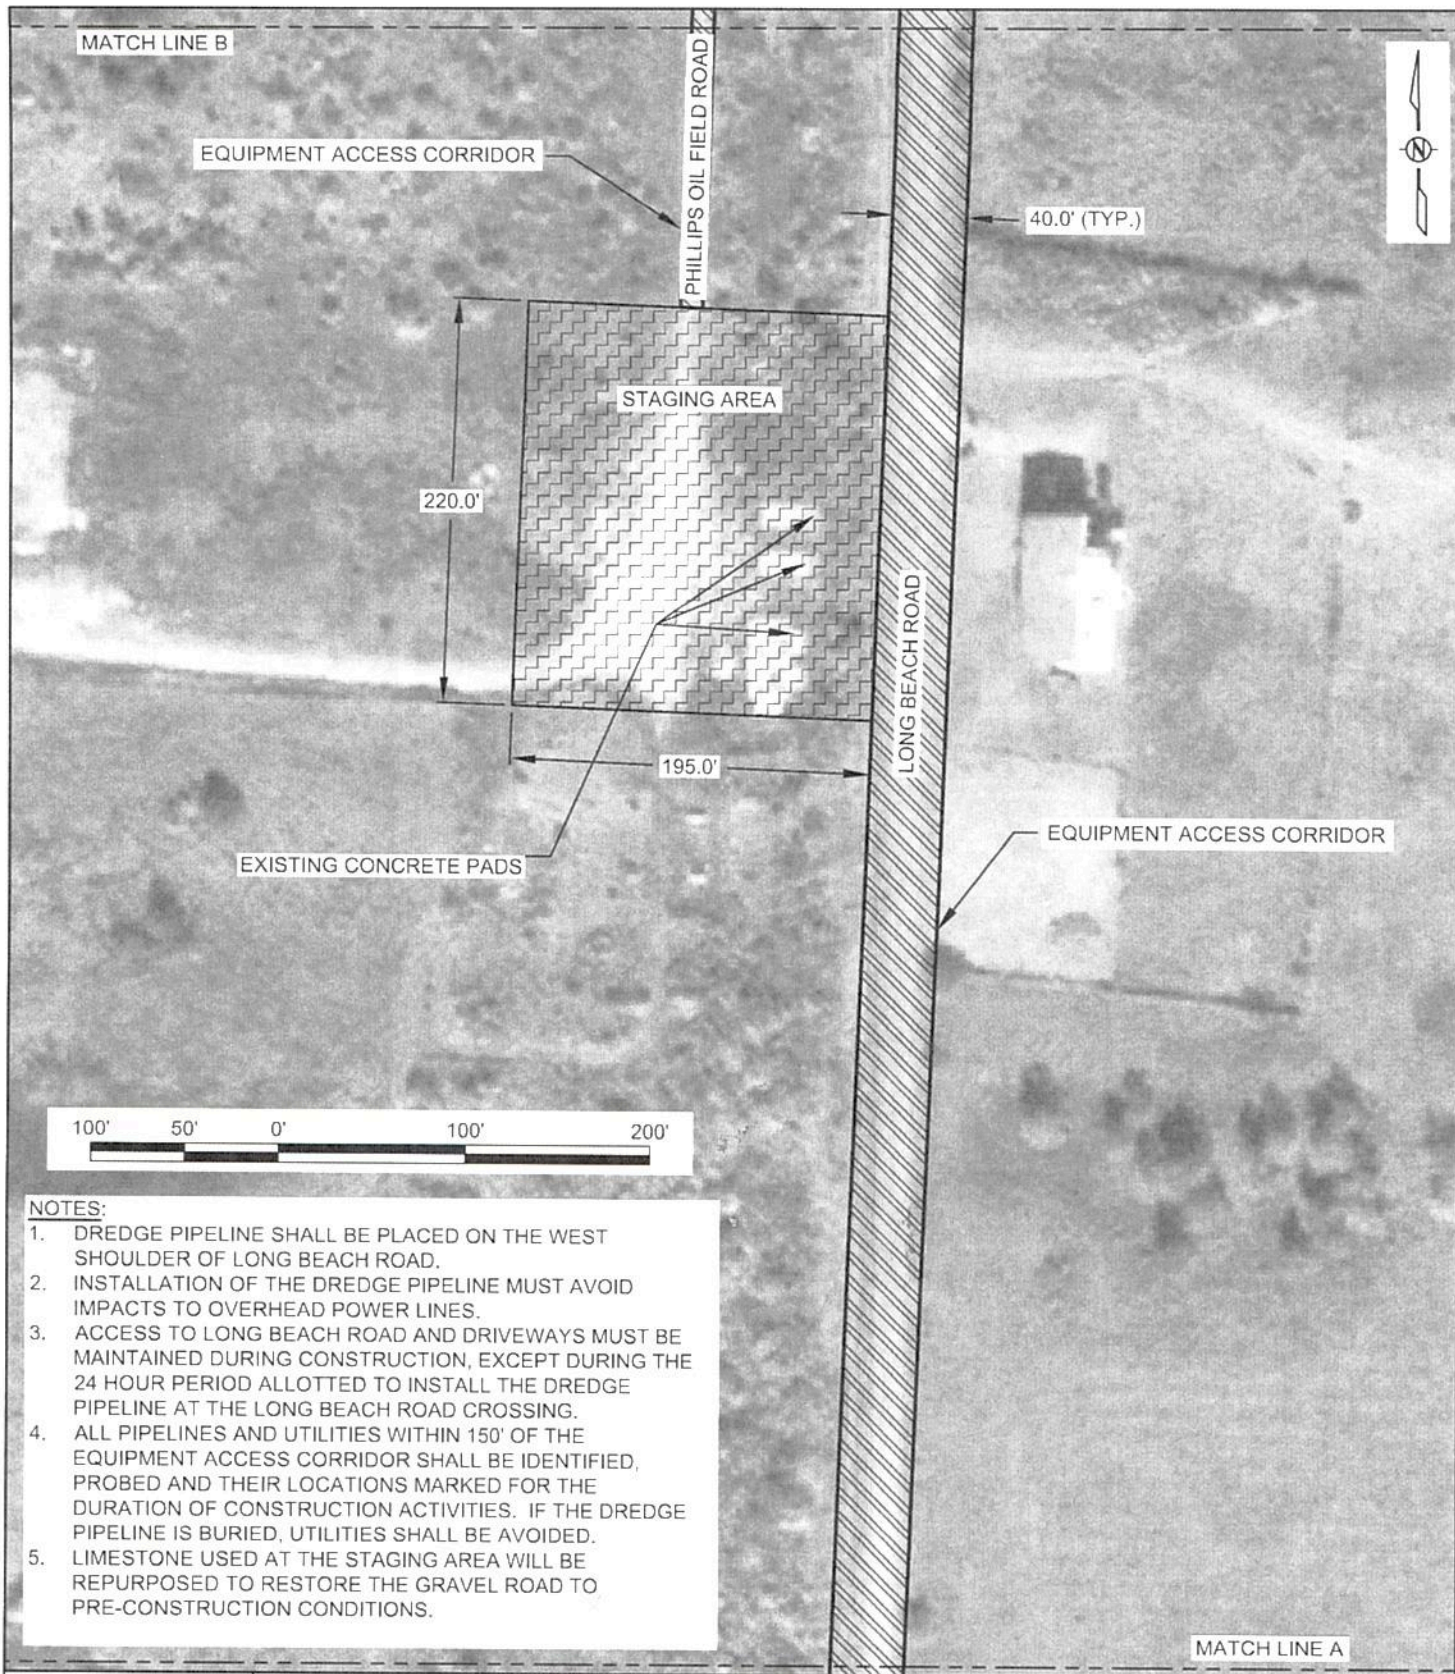 MATCH LINE B
PHILLIPS OIL FIELD ROAD
N
EQUIPMENT ACCESS CORRIDOR
40.0' (TYP.)
STAGING AREA
220.0'
LONG BEACH ROAD
195.0'
EQUIPMENT ACCESS CORRIDOR
EXISTING CONCRETE PADS
100' 50' 0' 100' 200'
NOTES:
1. DREDGE PIPELINE SHALL BE PLACED ON THE WEST
SHOULDER OF LONG BEACH ROAD.
2. INSTALLATION OF THE DREDGE PIPELINE MUST AVOID
IMPACTS TO OVERHEAD POWER LINES.
3. ACCESS TO LONG BEACH ROAD AND DRIVEWAYS MUST BE
MAINTAINED DURING CONSTRUCTION, EXCEPT DURING THE
24 HOUR PERIOD ALLOTTED TO INSTALL THE DREDGE
PIPELINE AT THE LONG BEACH ROAD CROSSING.
4. ALL PIPELINES AND UTILITIES WITHIN 150' OF THE
EQUIPMENT ACCESS CORRIDOR SHALL BE IDENTIFIED,
PROBED AND THEIR LOCATIONS MARKED FOR THE
DURATION OF CONSTRUCTION ACTIVITIES. IF THE DREDGE
PIPELINE IS BURIED, UTILITIES SHALL BE AVOIDED.
5. LIMESTONE USED AT THE STAGING AREA WILL BE
REPURPOSED TO RESTORE THE GRAVEL ROAD TO
PRE-CONSTRUCTION CONDITIONS.
MATCH LINE A